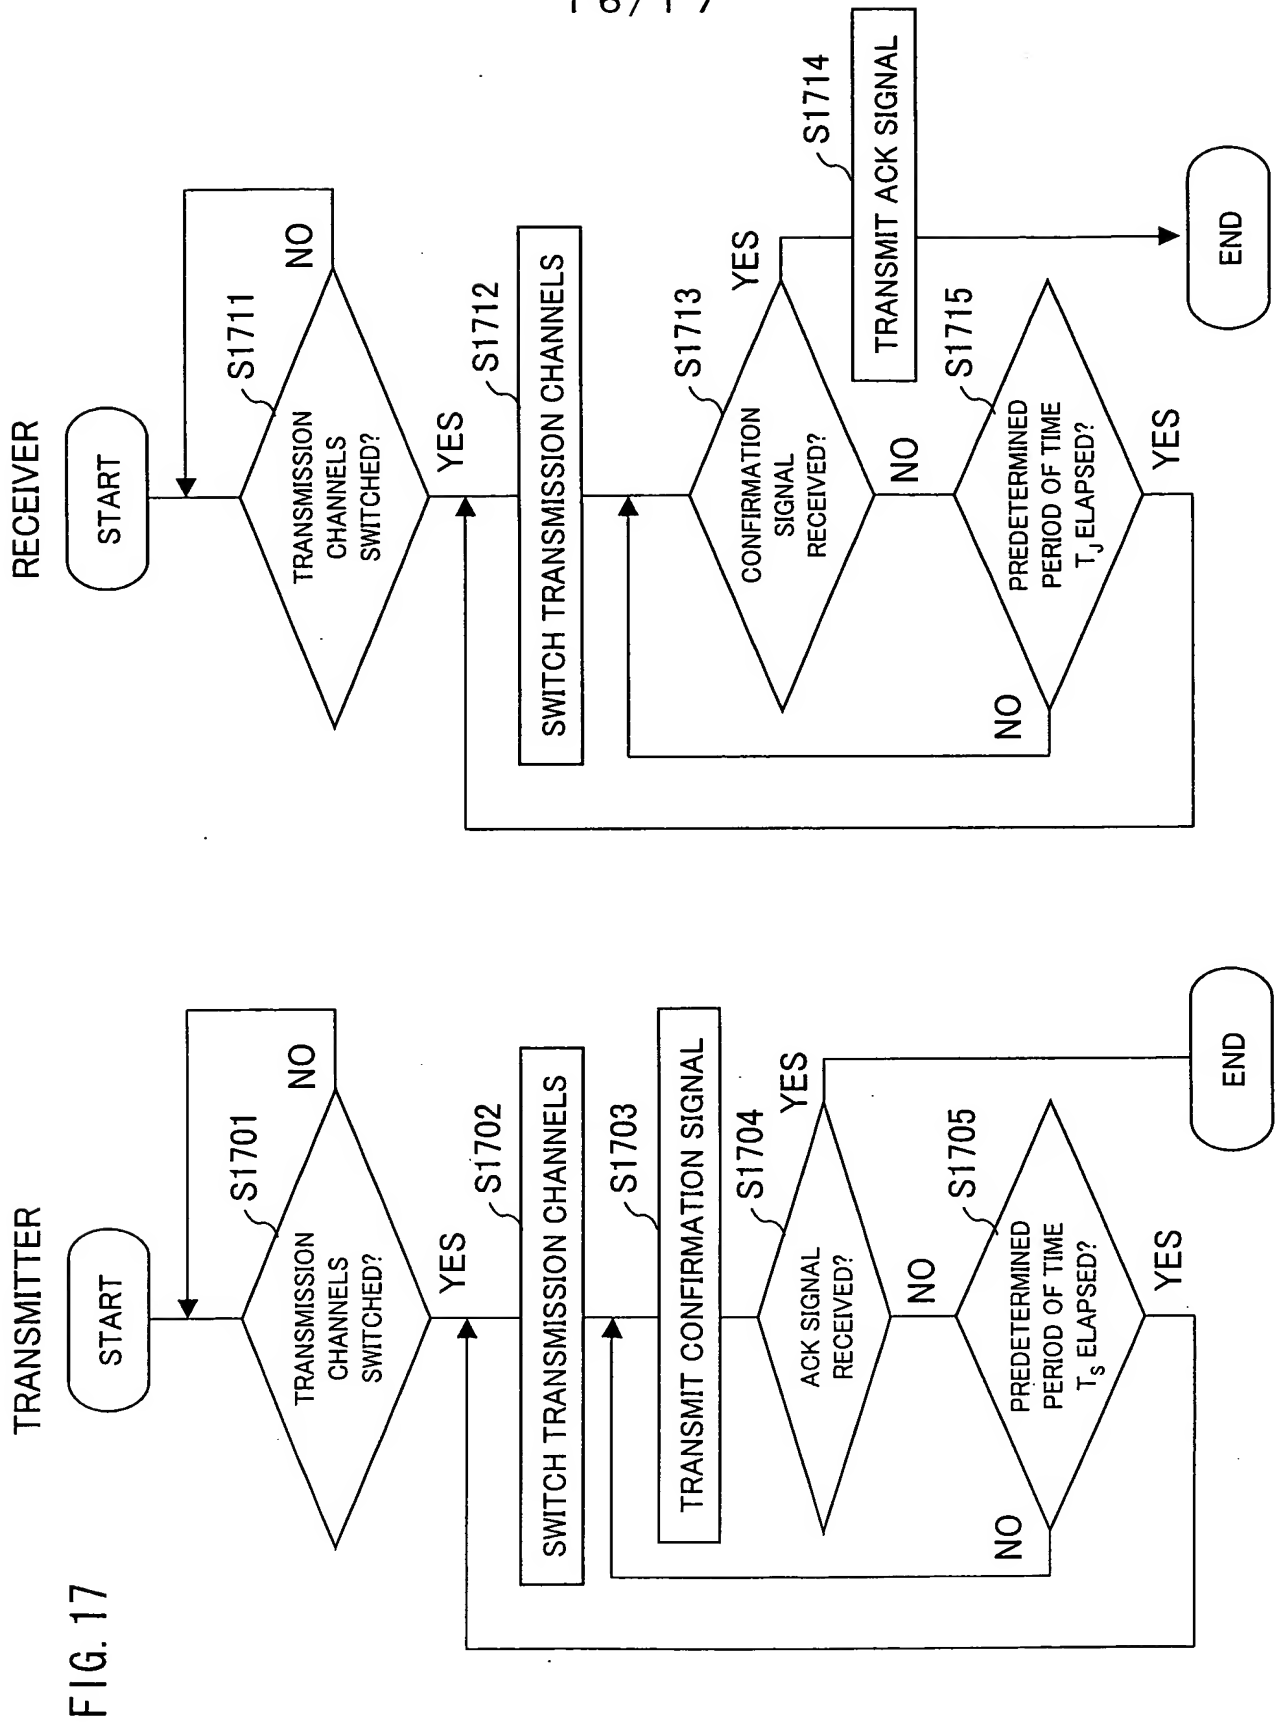 16/17
FIG. 17
TRANSMITTER
START
S1701
TRANSMISSION
CHANNELS
SWITCHED?
NO
YES
S1702
SWITCH TRANSMISSION CHANNELS
S1703
TRANSMIT CONFIRMATION SIGNAL
S1704
ACK SIGNAL
RECEIVED?
YES
NO
S1705
PREDETERMINED
PERIOD OF TIME
TS ELAPSED?
NO
YES
END
RECEIVER
START
S1711
TRANSMISSION
CHANNELS
SWITCHED?
NO
YES
S1712
SWITCH TRANSMISSION CHANNELS
S1713
CONFIRMATION
SIGNAL
RECEIVED?
YES
NO
S1714
TRANSMIT ACK SIGNAL
S1715
PREDETERMINED
PERIOD OF TIME
TJ ELAPSED?
NO
YES
END